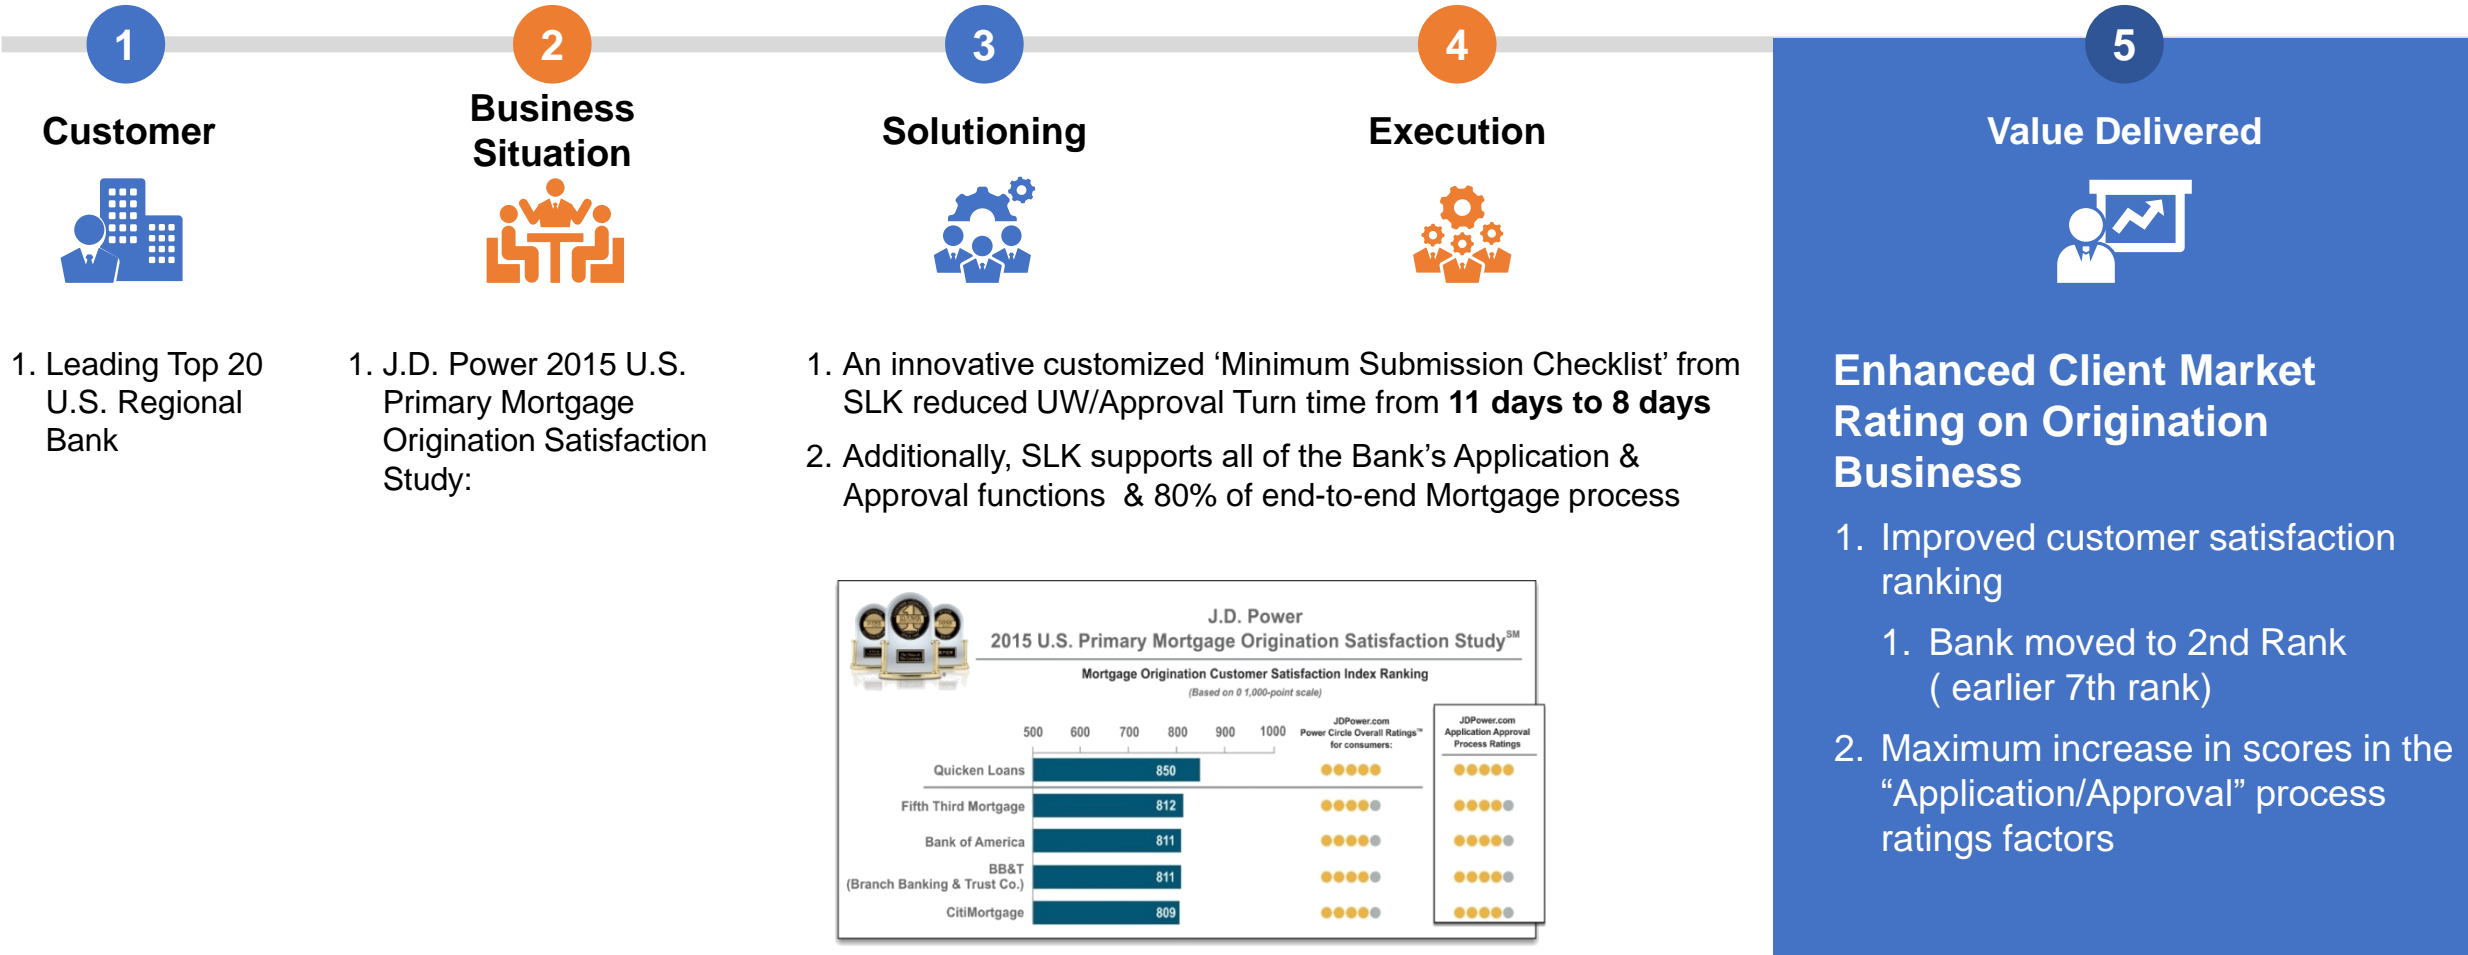 1
Customer
1. Leading Top 20
U.S. Regional
Bank
2
Business
Situation
1. J.D. Power 2015 U.S.
Primary Mortgage
Origination Satisfaction
Study:
3
Solutioning
4
Execution
1. An innovative customized ‘Minimum Submission Checklist’ from
SLK reduced UW/Approval Turn time from 11 days to 8 days
2. Additionally, SLK supports all of the Bank’s Application &
Approval functions & 80% of end-to-end Mortgage process
J.D. Power
2015 U.S. Primary Mortgage Origination Satisfaction Study℠
Mortgage Origination Customer Satisfaction Index Ranking
(Based on 0 1,000-point scale)
500 600 700 800 900 1000
JDPower.com
Power Circle Overall Ratings™
for consumers:
JDPower.com
Application Approval
Process Ratings
Quicken Loans 850
Fifth Third Mortgage 812
Bank of America 811
BB&T
(Branch Banking & Trust Co.) 811
CitiMortgage 809
5
Value Delivered
Enhanced Client Market
Rating on Origination
Business
1. Improved customer satisfaction
ranking
1. Bank moved to 2nd Rank
( earlier 7th rank)
2. Maximum increase in scores in the
“Application/Approval” process
ratings factors